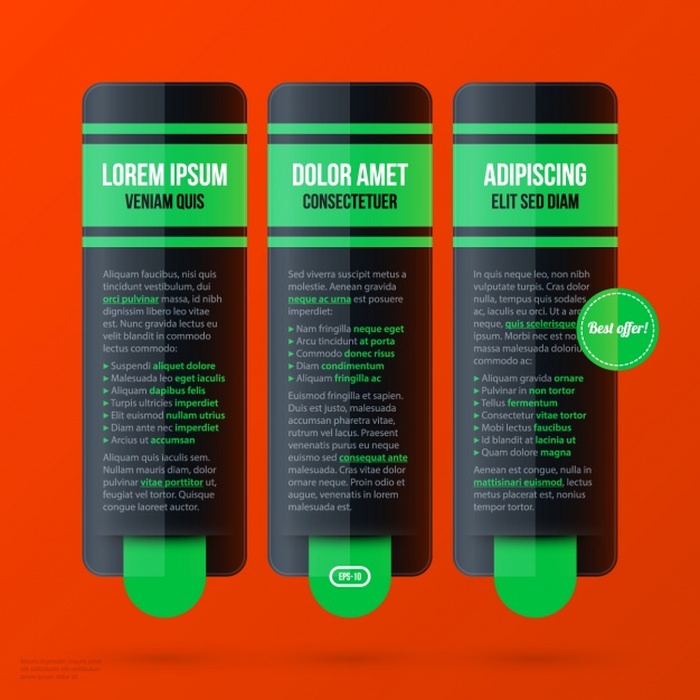 LOREM IPSUM
VENIAM QUIS
Aliquam faucibus, nisi quis
tincidunt vestibulum, dui
orci pulvinar massa, id nibh
dignissim libero leo vitae
est. Nunc gravida lectus eu
velit blandit in commodo
lectus commodo:
Suspendi aliquet dolore
Malesuada leo eget iaculis
Aliquam dapibus felis
Turpis ultricies imperdiet
Elit euismod nullam utrius
Diam ante nec imperdiet
Arcius ut accumsan
Aliquam quis iaculis sem.
Nullam mauris diam, dolor
pulvinar vitae porttitor ut,
feugiat vel tortor. Quisque
congue laoreet auctor.
DOLOR AMET
CONSECTETUER
Sed viverra suscipit metus a
molestie. Aenean gravida
neque ac urna est posuere
imperdiet:
Nam fringilla neque eget
Arcu tincidunt at porta
Commodo donec risus
Diam condimentum
Aliquam fringilla ac
Euismod fringilla et sapien.
Duis est justo, malesuada
accumsan pharetra vitae,
rutrum vel lacus. Praesent
venenatis purus eu neque
euismo sed consequat ante
malesuada. Cras vitae dolor
ornare neque. Proin odio et
augue, venenatis in lorem
malesuada est.
EPS-10
ADIPISCING
ELIT SED DIAM
In quis neque leo, non nibh
vulputate turpis. Cras dolor
nulla, tempus quis sodales
ac, iaculis eu orci. Ut a
neque, quis scelerisque
ipsum. Morbi nec est
massa malesuada
commodo ac:
Aliquam gravida ornare
Pulvinar in non tortor
Tellus fermentum
Consectetur vitae tortor
Mobi lectus faucibus
Id blandit at lacinia ut
Quam dolore magna
Aenean est congue, nulla in
mattisinari euismod, lectus
metus placerat est, nonius
tempor tortor.
Best offer!